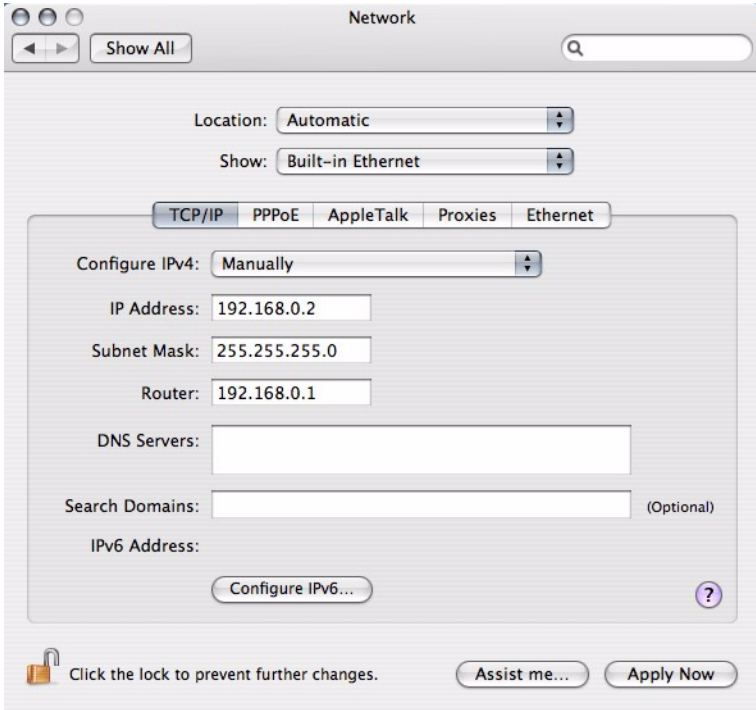 Network
Show All
Location: Automatic
Show: Built-in Ethernet
TCP/IP PPPoE AppleTalk Proxies Ethernet
Configure IPv4: Manually
IP Address: 192.168.0.2
Subnet Mask: 255.255.255.0
Router: 192.168.0.1
DNS Servers:
Search Domains: (Optional)
IPv6 Address:
Configure IPv6...
?
Click the lock to prevent further changes. Assist me... Apply Now